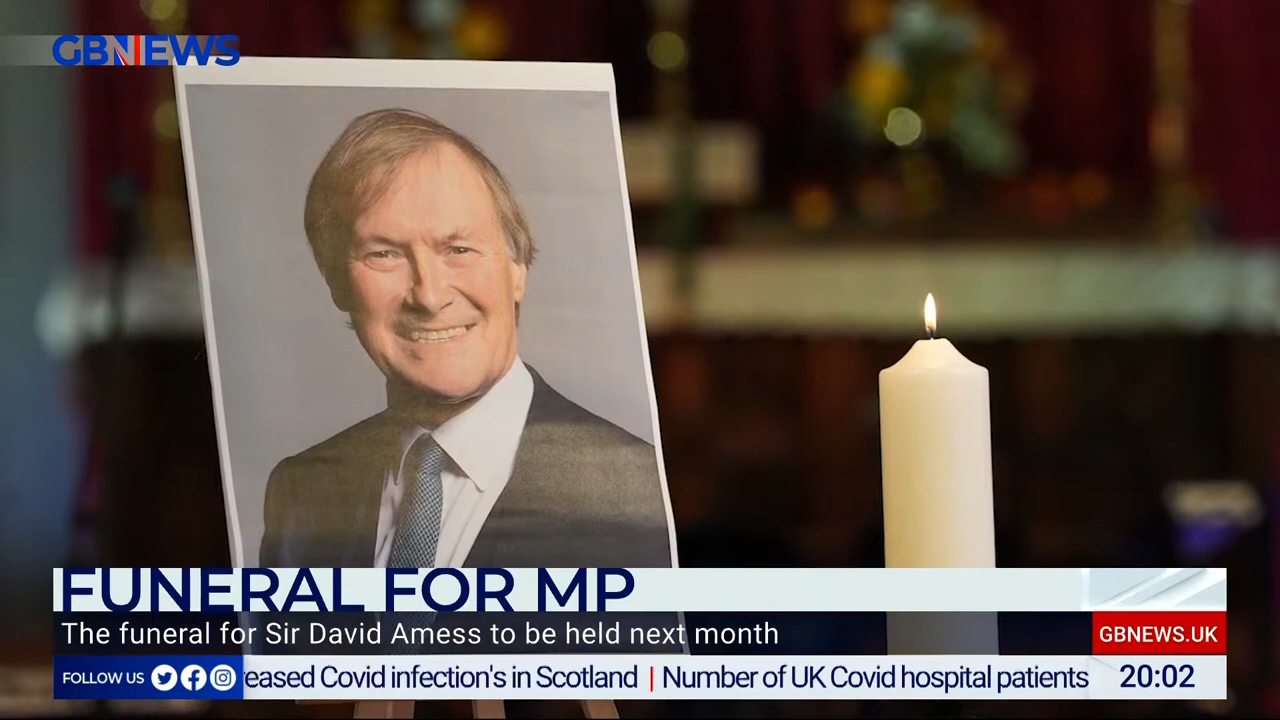 GBNEWS
FUNERAL FOR MP
The funeral for Sir David Amess to be held next month
GBNEWS.UK
FOLLOW US
reased Covid infection's in Scotland | Number of UK Covid hospital patients
20:02